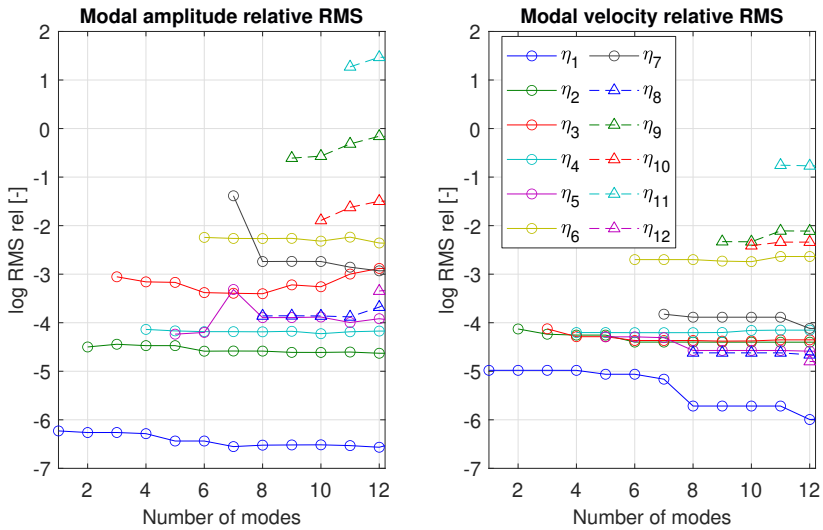 Modal amplitude relative RMS
2
1
0
-1
-2
-3
-4
-5
-6
-7
log RMS rel [-]
2 4 6 8 10 12
Number of modes
Modal velocity relative RMS
2
1
0
-1
-2
-3
-4
-5
-6
-7
log RMS rel [-]
2 4 6 8 10 12
Number of modes
η1 η7
η2 η8
η3 η9
η4 η10
η5 η11
η6 η12